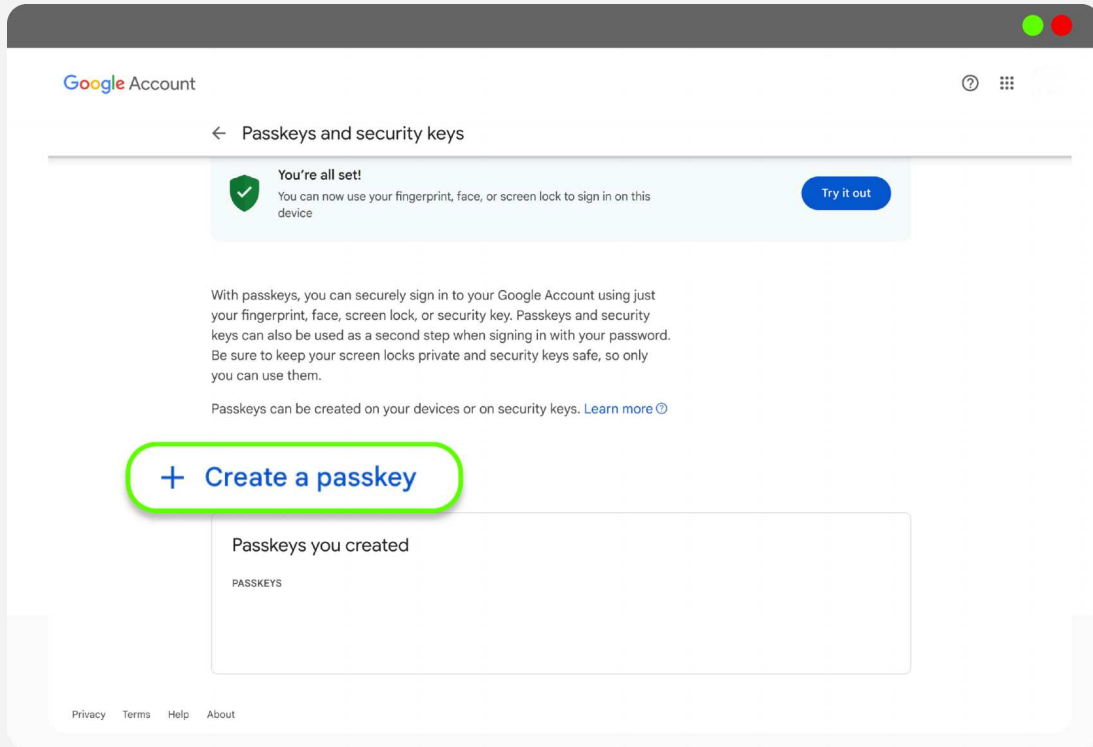 Google Account
Passkeys and security keys
You're all set!
You can now use your fingerprint, face, or screen lock to sign in on this
device
Try it out
With passkeys, you can securely sign in to your Google Account using just
your fingerprint, face, screen lock, or security key. Passkeys and security
keys can also be used as a second step when signing in with your password.
Be sure to keep your screen locks private and security keys safe, so only
you can use them.
Passkeys can be created on your devices or on security keys. Learn more
+ Create a passkey
Passkeys you created
PASSKEYS
Privacy Terms Help About